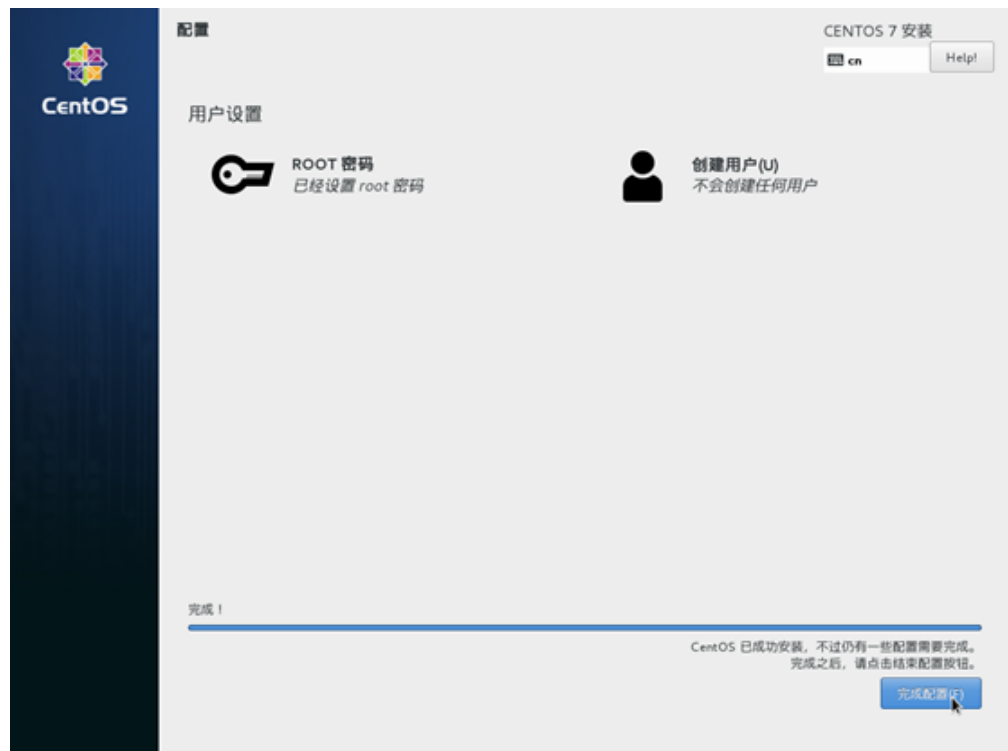 配置
CENTOS 7 安装
cn
Help!
CentOS
用户设置
ROOT 密码
已经设置 root 密码
创建用户(U)
不会创建任何用户
完成！
CentOS 已成功安装，不过仍有一些配置需要完成。
完成之后，请点击结束配置按钮。
完成配置(F)